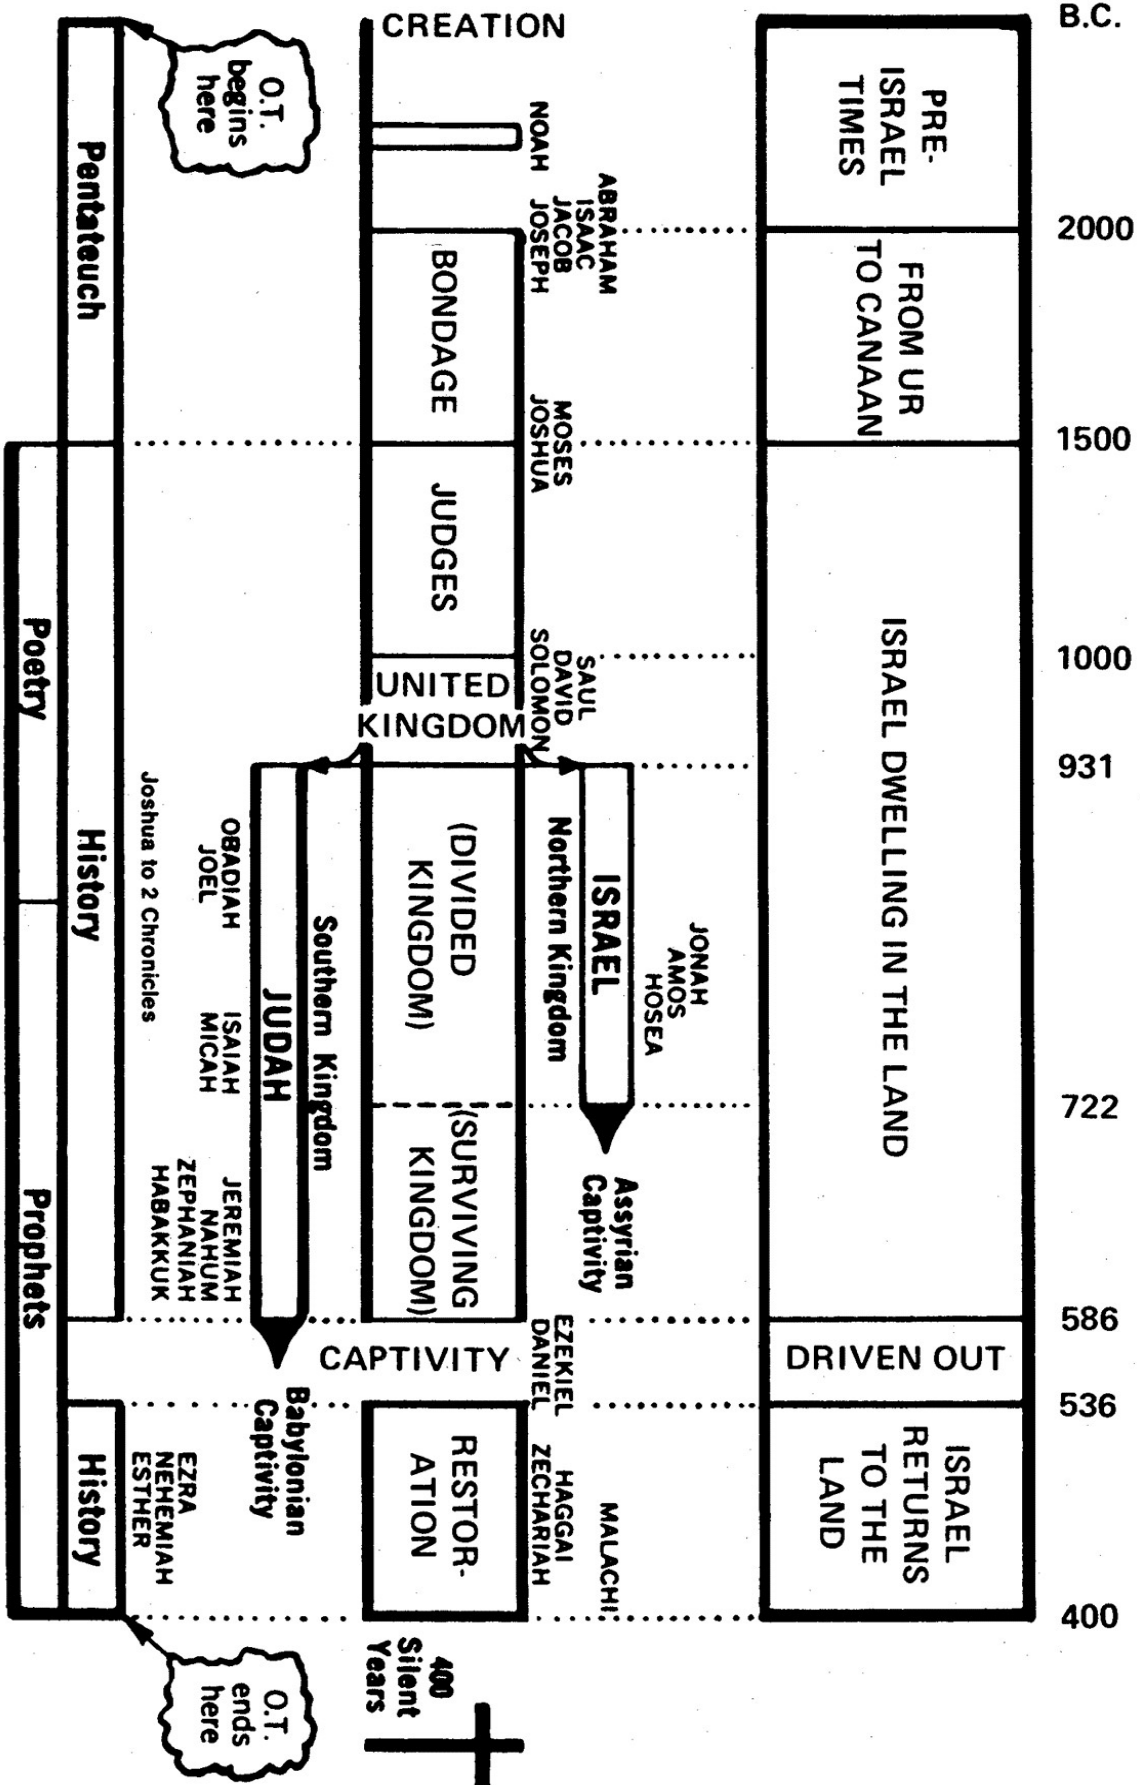 B.C.
2000
1500
1000
931
722
586
536
400
PRE-
ISRAEL
TIMES
FROM UR
TO CANAAN
ISRAEL DWELLING IN THE LAND
DRIVEN OUT
ISRAEL
RETURNS
TO THE
LAND
CREATION
NOAH
ABRAHAM
ISAAC
JACOB
JOSEPH
MOSES
JOSHUA
SAUL
DAVID
SOLOMON
JONAH
AMOS
HOSEA
ISRAEL
Northern Kingdom
Assyrian
Captivity
EZEKIEL
DANIEL
MALACHI
HAGGAI
ZECHARIAH
BONDAGE
JUDGES
UNITED
KINGDOM
(DIVIDED
KINGDOM)
(SURVIVING
KINGDOM)
CAPTIVITY
RESTOR-
ATION
400
Silent
Years
Southern Kingdom
JUDAH
Babylonian
Captivity
OBADIAH
JOEL
ISAIAH
MICAH
JEREMIAH
NAHUM
ZEPHANIAH
HABAKKUK
O.T.
begins
here
Joshua to 2 Chronicles
EZRA
NEHEMIAH
ESTHER
O.T.
ends
here
Pentateuch
History
History
Poetry
Prophets